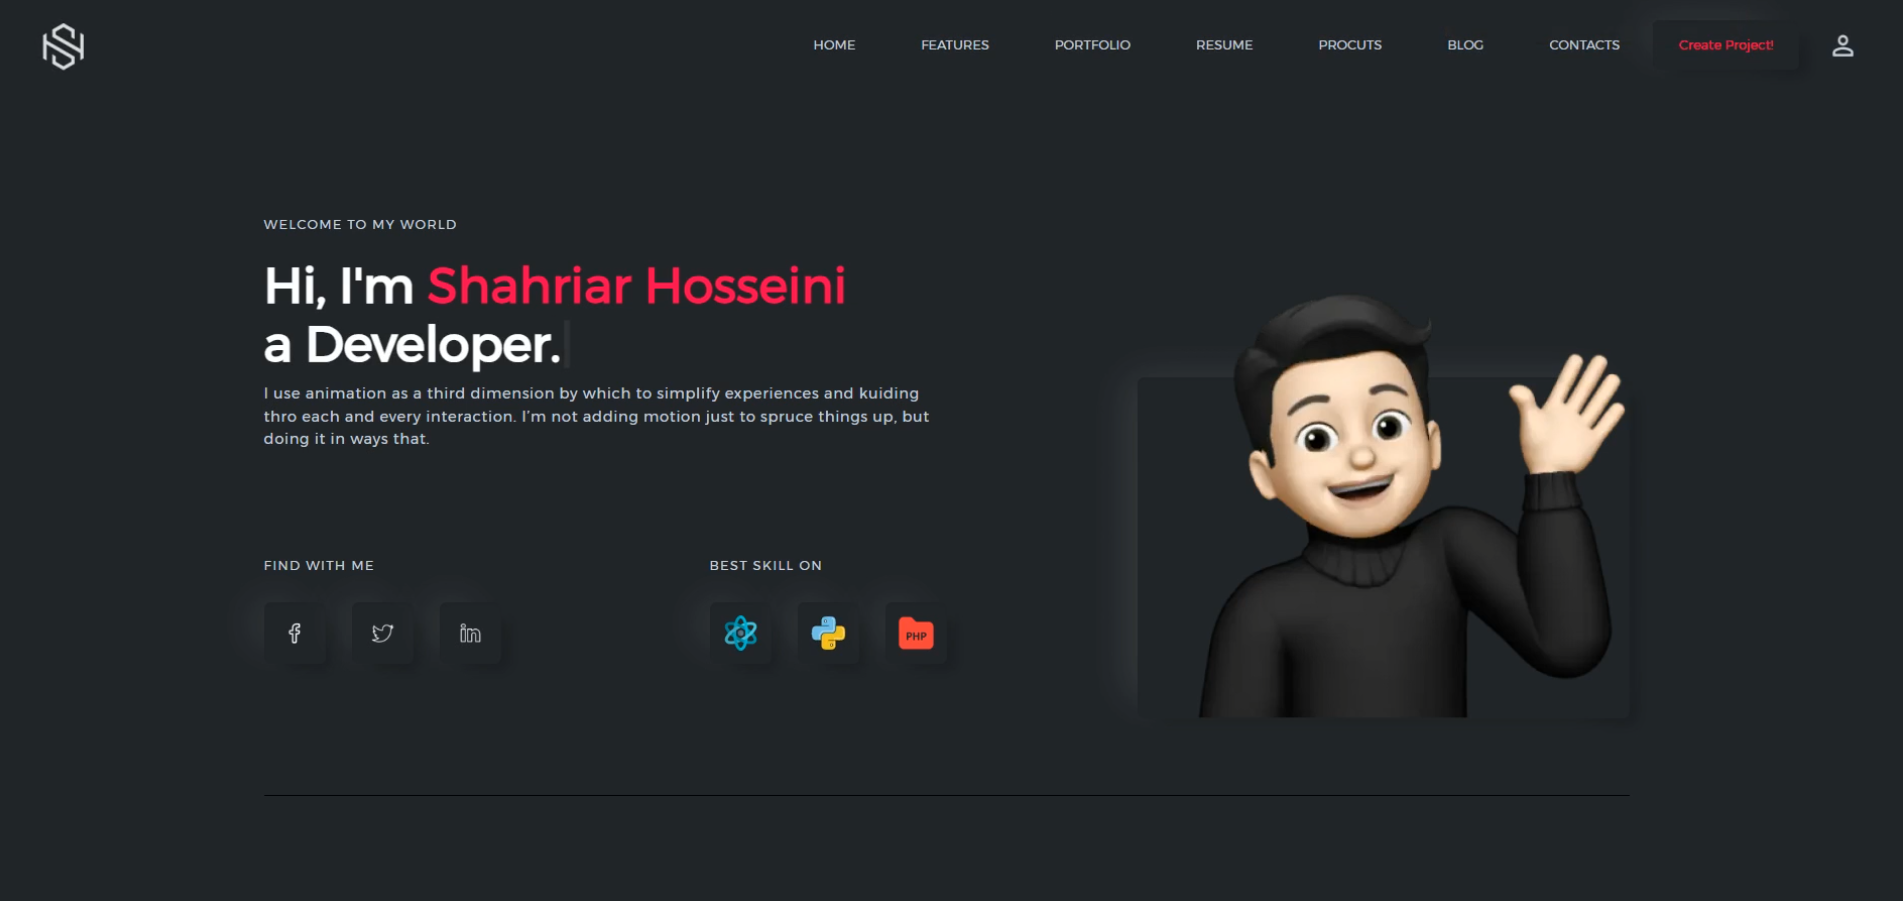 HOME FEATURES PORTFOLIO RESUME PROCUTS BLOG CONTACTS Create Project!
WELCOME TO MY WORLD
Hi, I'm Shahriar Hosseini
a Developer.
I use animation as a third dimension by which to simplify experiences and kuiding
thro each and every interaction. I’m not adding motion just to spruce things up, but
doing it in ways that.
FIND WITH ME
BEST SKILL ON
PHP